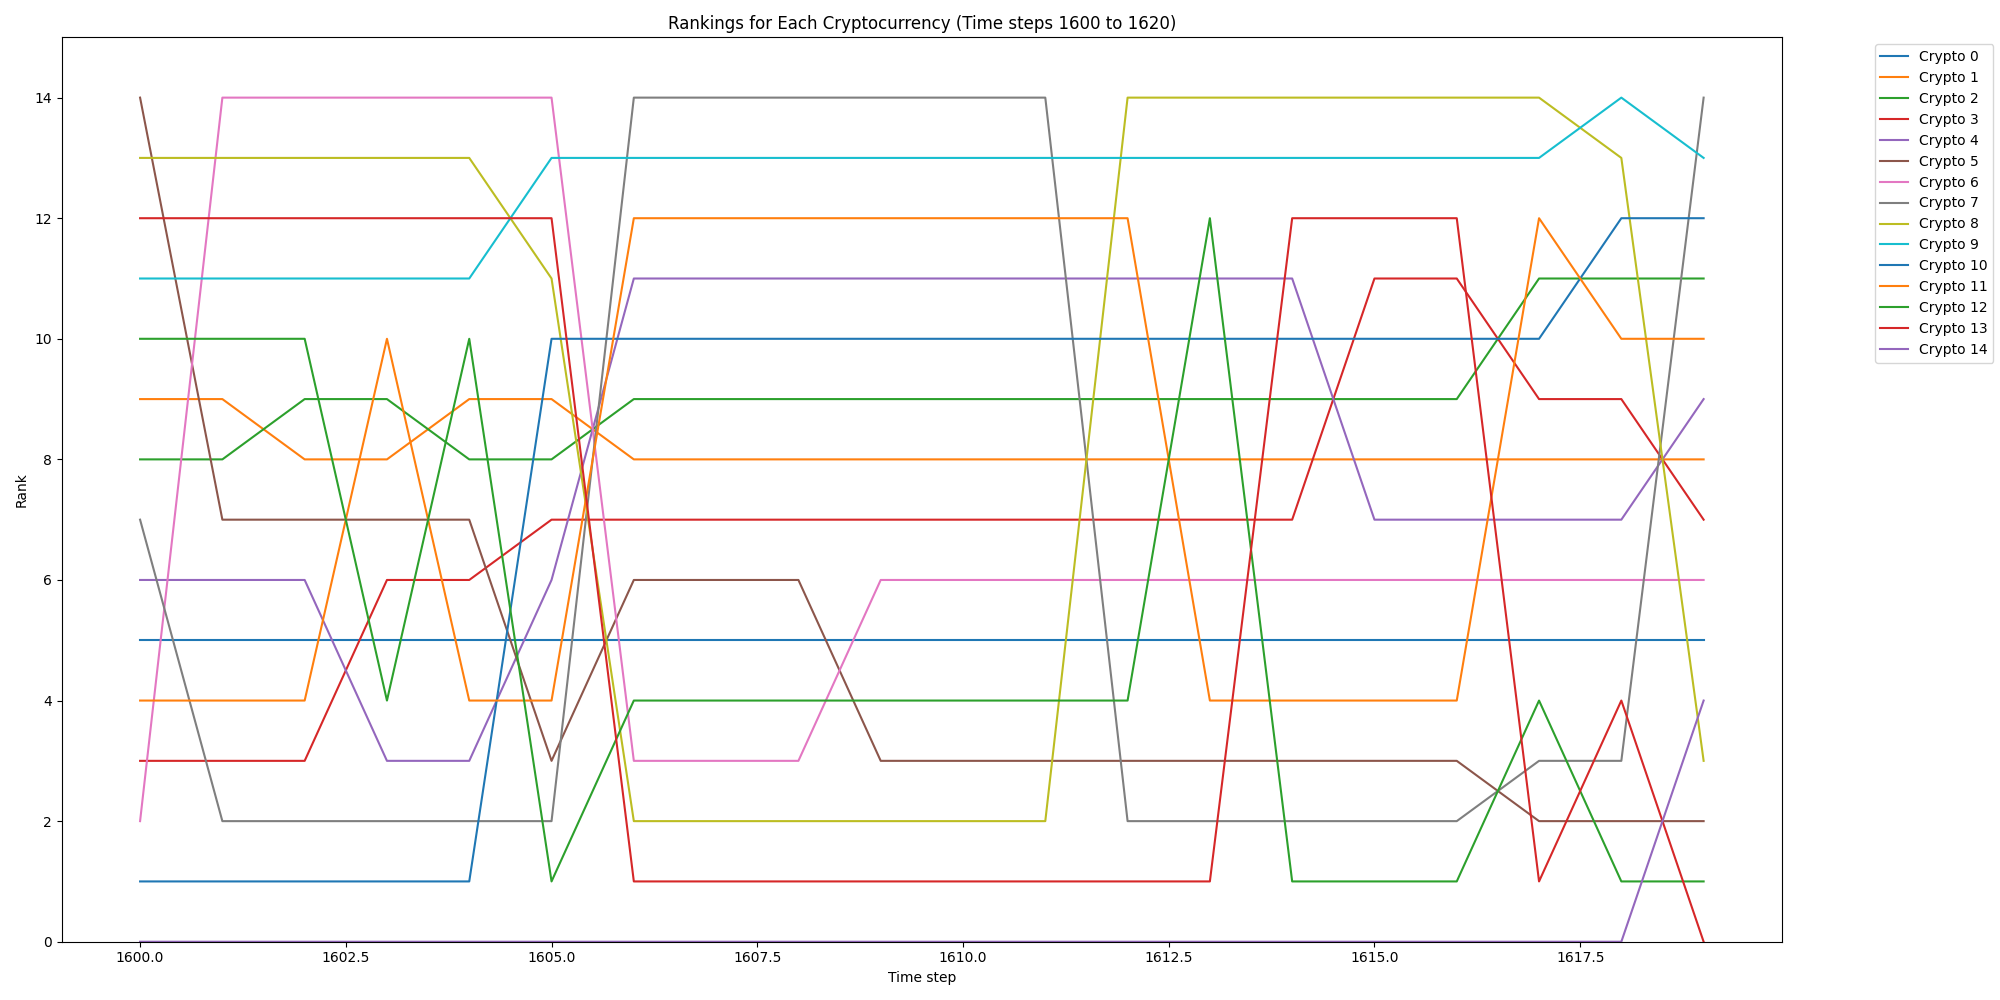 Rankings for Each Cryptocurrency (Time steps 1600 to 1620)
Crypto 0
Crypto 1
Crypto 2
Crypto 3
Crypto 4
Crypto 5
Crypto 6
Crypto 7
Crypto 8
Crypto 9
Crypto 10
Crypto 11
Crypto 12
Crypto 13
Crypto 14
Rank
14
12
10
8
6
4
2
0
1600.0 1602.5 1605.0 1607.5 1610.0 1612.5 1615.0 1617.5
Time step